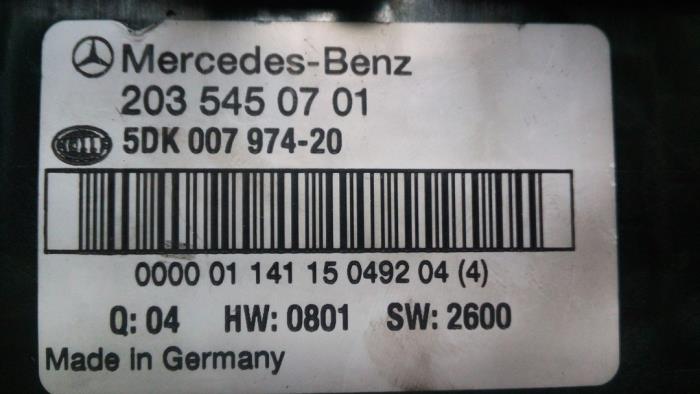 Mercedes-Benz
203 545 07 01
HELLA 5DK 007 974-20
0000 01 141 15 0492 04 (4)
Q: 04 HW: 0801 SW: 2600
Made in Germany